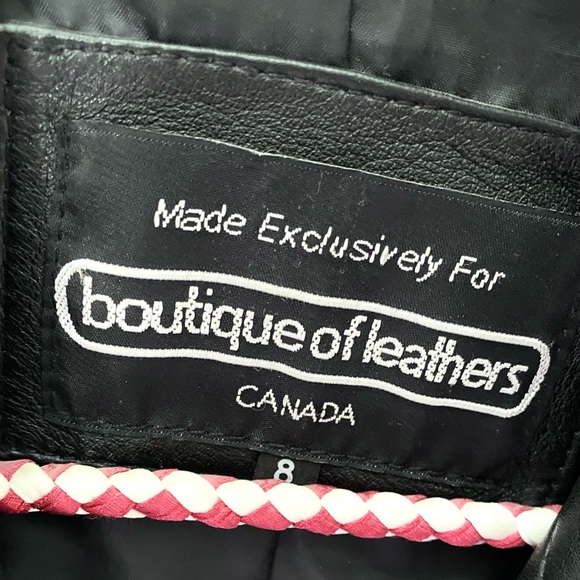 Made Exclusively For
boutique of leathers
CANADA
8